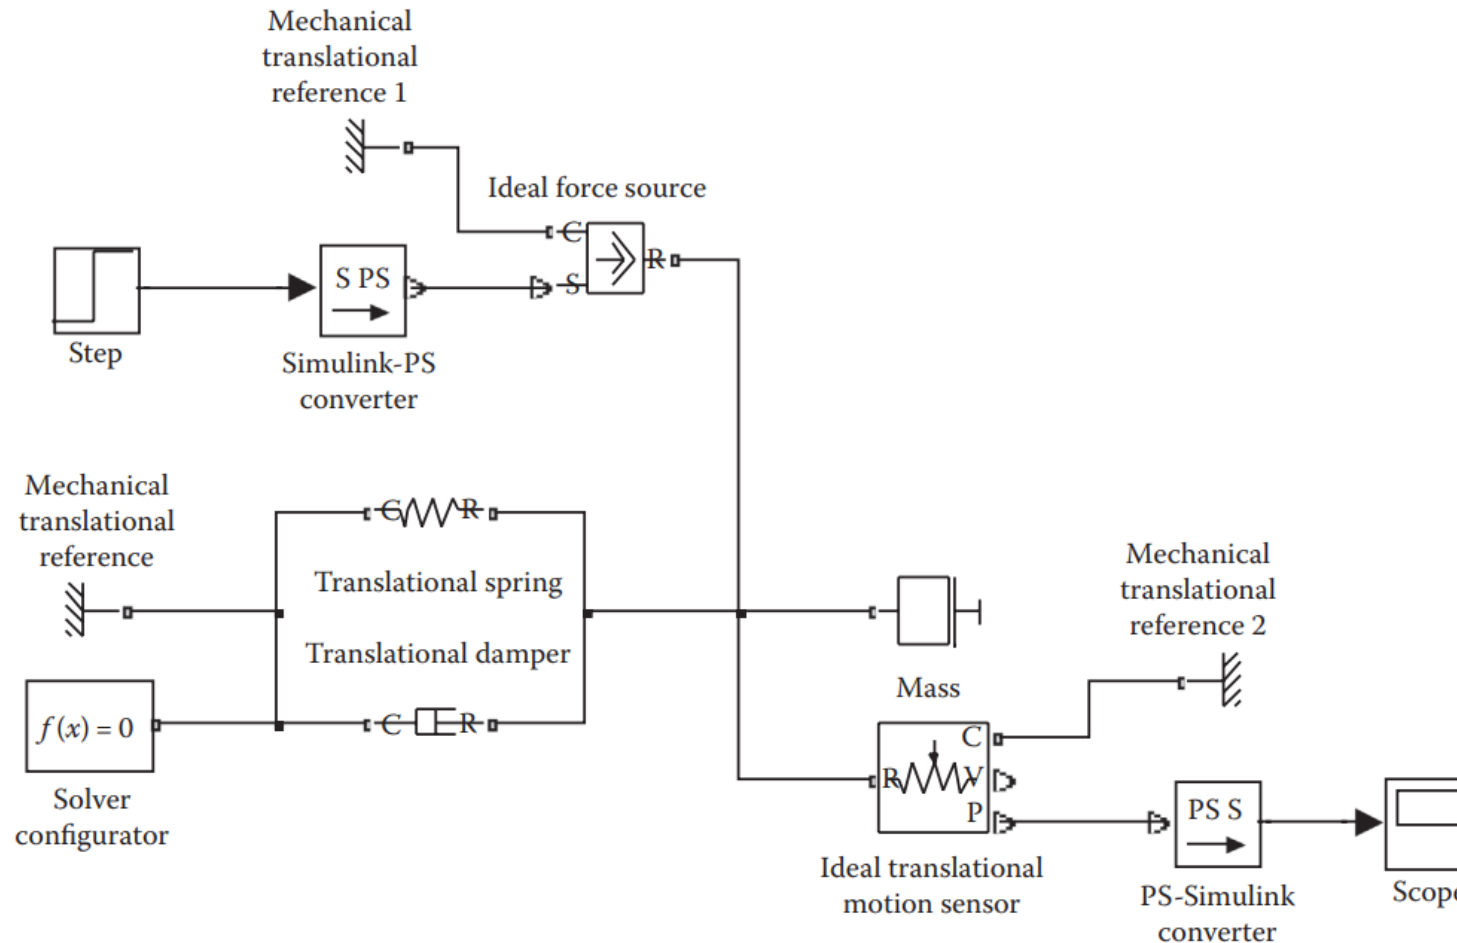 Mechanical
translational
reference 1
Ideal force source
C
S PS
R
S
Step
Simulink-PS
converter
Mechanical
translational
reference
C R
Translational spring
Translational damper
Mechanical
translational
reference 2
Mass
f(x) = 0
C R
C
R V
P
PS S
Solver
configurator
Ideal translational
motion sensor
PS-Simulink
converter